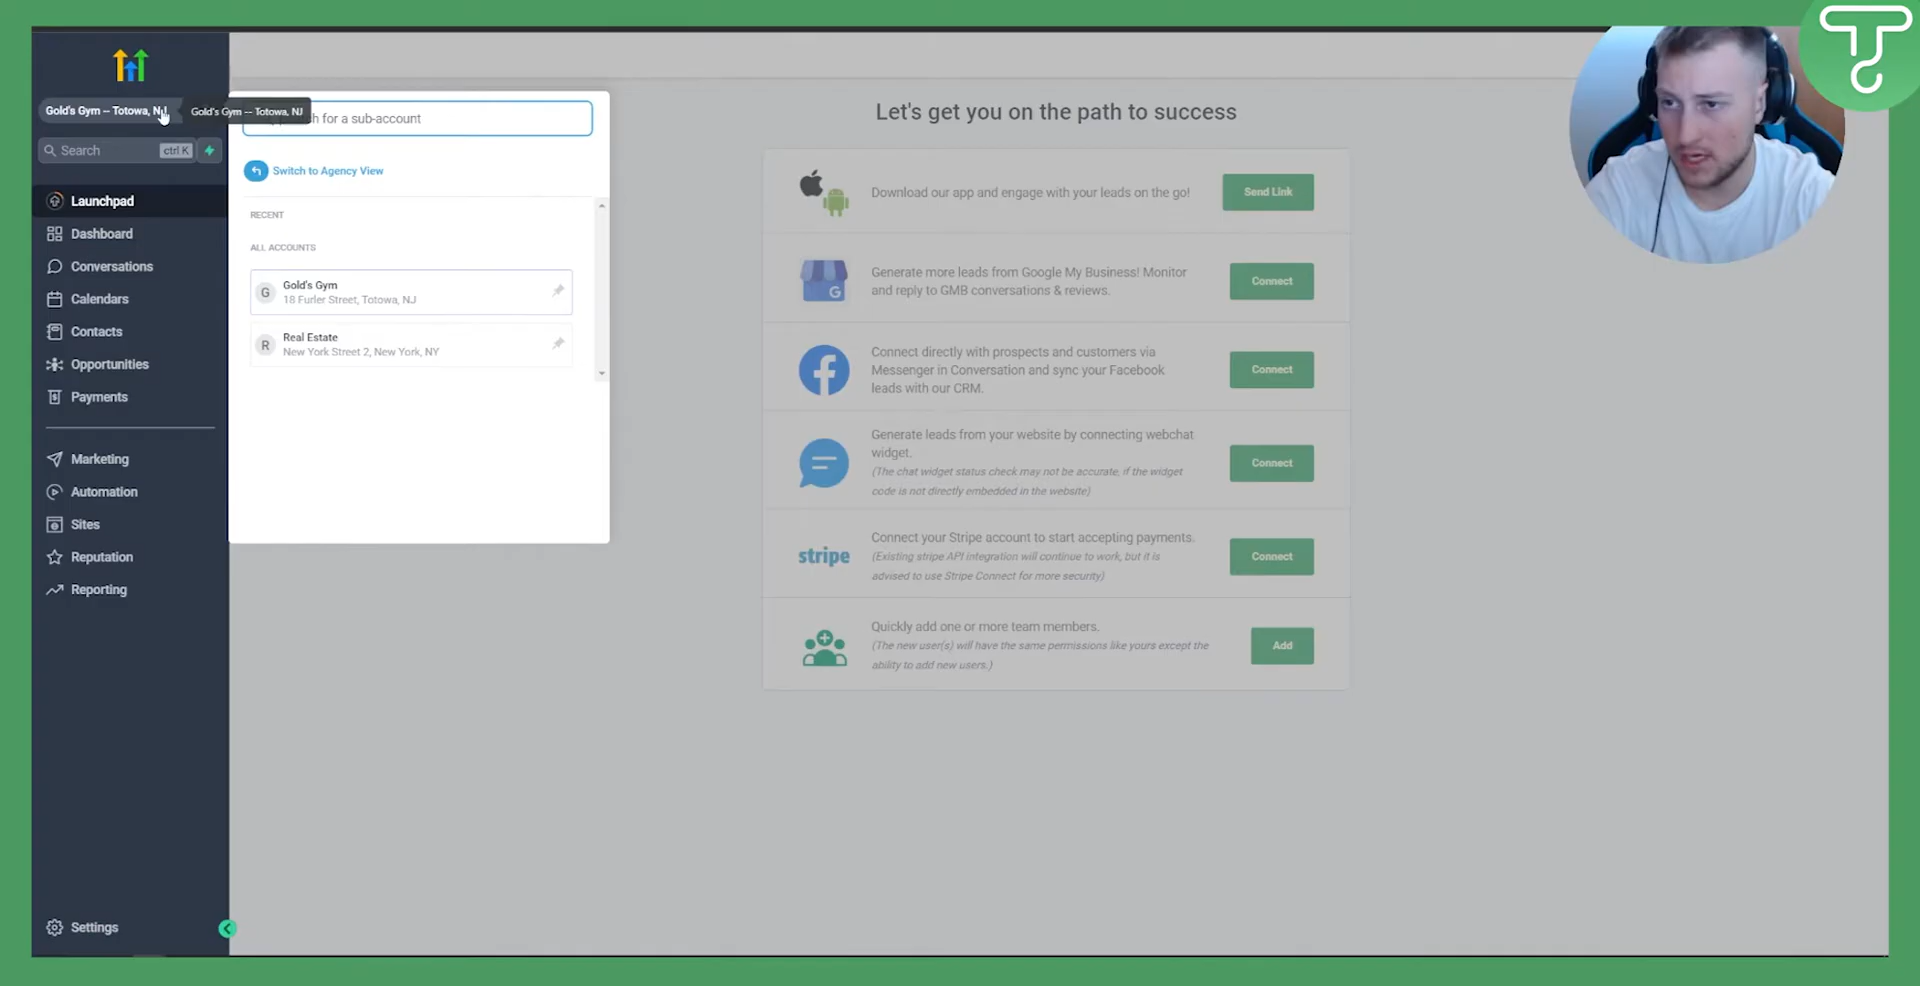 Gold's Gym -- Totowa, NJ
Gold's Gym -- Totowa, NJ
for a sub-account
Search
ctrl K
Switch to Agency View
RECENT
ALL ACCOUNTS
G
Gold's Gym
18 Furler Street, Totowa, NJ
R
Real Estate
New York Street 2, New York, NY
Launchpad
Dashboard
Conversations
Calendars
Contacts
Opportunities
Payments
Marketing
Automation
Sites
Reputation
Reporting
Settings
Let's get you on the path to success
Download our app and engage with your leads on the go!
Send Link
G
Generate more leads from Google My Business! Monitor
and reply to GMB conversations & reviews.
Connect
Connect directly with prospects and customers via
Messenger in Conversation and sync your Facebook
leads with our CRM.
Connect
Generate leads from your website by connecting webchat
widget.
(The chat widget status check may not be accurate, if the widget
code is not directly embedded in the website)
Connect
stripe
Connect your Stripe account to start accepting payments.
(Existing stripe API integration will continue to work, but it is
advised to use Stripe Connect for more security)
Connect
Quickly add one or more team members.
(The new user(s) will have the same permissions like yours except the
ability to add new users.)
Add